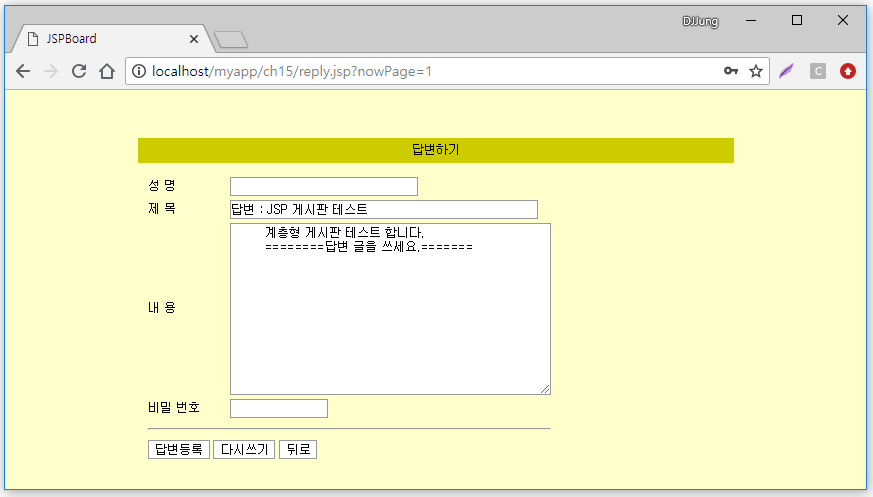 DJJung
JSPBoard
localhost/myapp/ch15/reply.jsp?nowPage=1
C
답변하기
성 명
제 목 답변 : JSP 게시판 테스트
계층형 게시판 테스트 합니다.
========답변 글을 쓰세요.=======
내 용
비밀 번호
답변등록 다시쓰기 뒤로